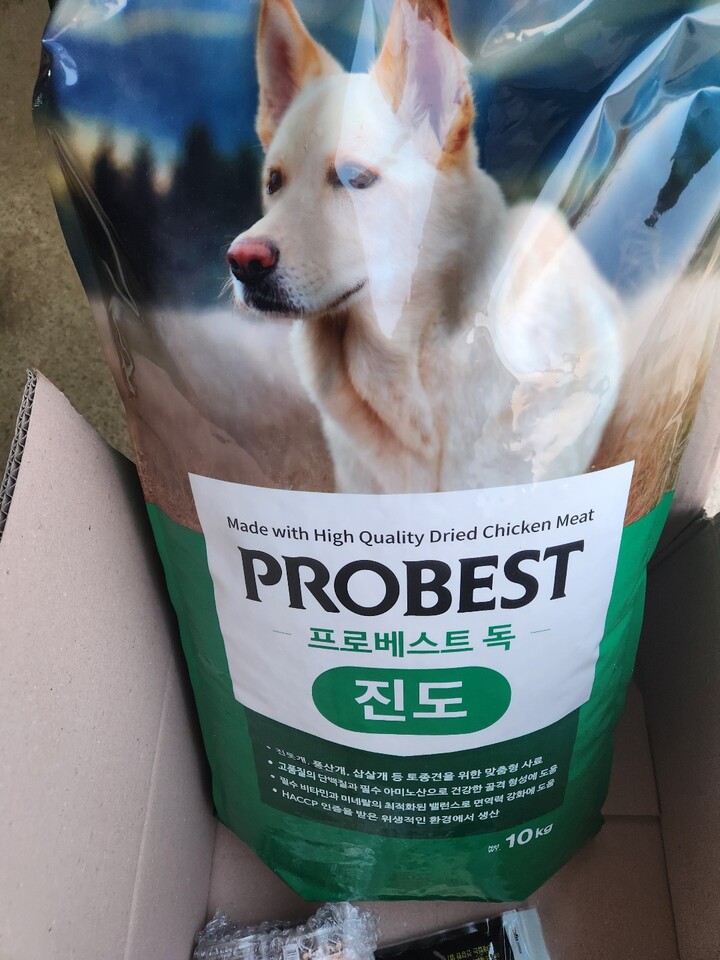 Made with High Quality Dried Chicken Meat
PROBEST
프로베스트 독
진도
• 진돗개, 풍산개, 삽살개 등 토종견을 위한 맞춤형 사료
• 고품질의 단백질과 필수 아미노산으로 건강한 골격 형성에 도움
• 필수 비타민과 미네랄의 최적화된 밸런스로 면역력 강화에 도움
• HACCP 인증을 받은 위생적인 환경에서 생산
10kg